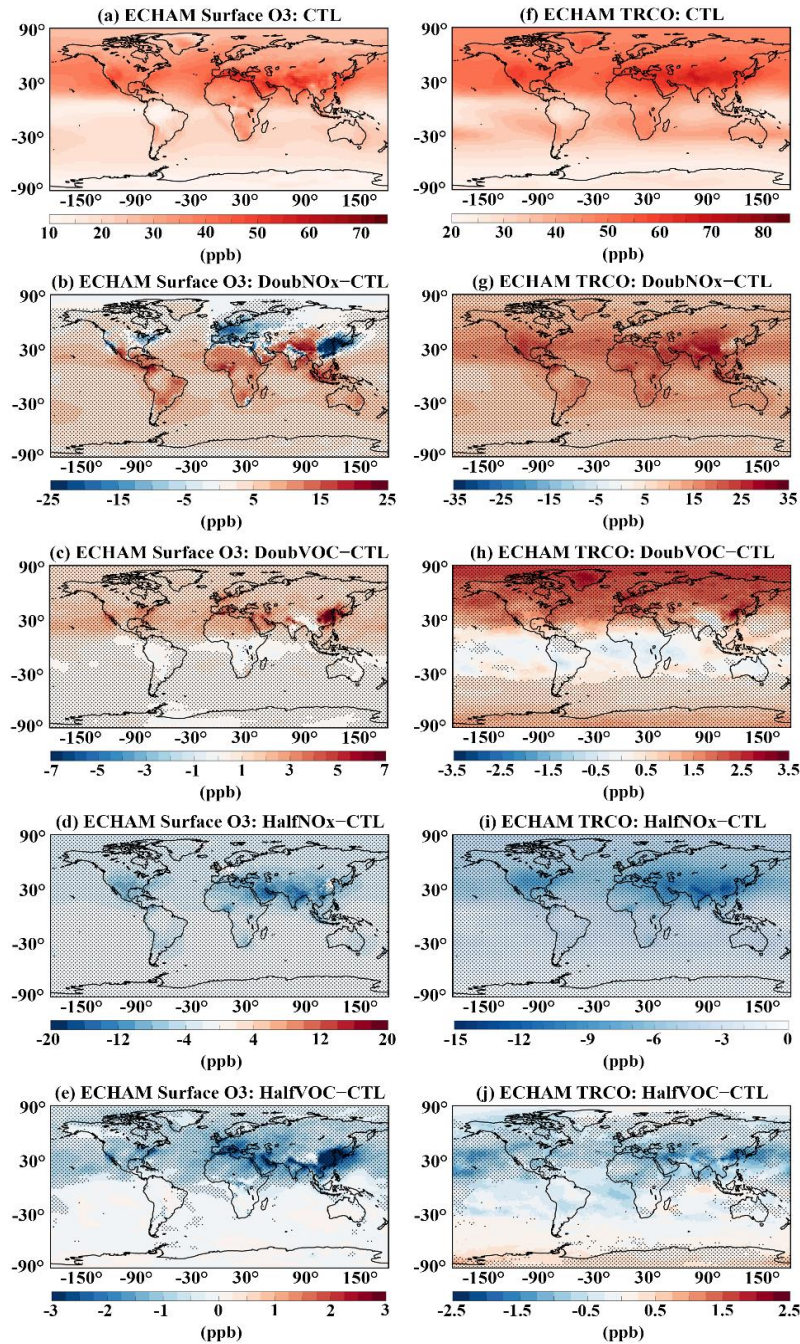 (a) ECHAM Surface O3: CTL
90°
30°
-30°
-90°
-150° -90° -30° 30° 90° 150°
10 20 30 40 50 60 70
(ppb)
(f) ECHAM TRCO: CTL
90°
30°
-30°
-90°
-150° -90° -30° 30° 90° 150°
20 30 40 50 60 70 80
(ppb)
(b) ECHAM Surface O3: DoubNOx-CTL
90°
30°
-30°
-90°
-150° -90° -30° 30° 90° 150°
-25 -15 -5 5 15 25
(ppb)
(g) ECHAM TRCO: DoubNOx-CTL
90°
30°
-30°
-90°
-150° -90° -30° 30° 90° 150°
-35 -25 -15 -5 5 15 25 35
(ppb)
(c) ECHAM Surface O3: DoubVOC-CTL
90°
30°
-30°
-90°
-150° -90° -30° 30° 90° 150°
-7 -5 -3 -1 1 3 5 7
(ppb)
(h) ECHAM TRCO: DoubVOC-CTL
90°
30°
-30°
-90°
-150° -90° -30° 30° 90° 150°
-3.5 -2.5 -1.5 -0.5 0.5 1.5 2.5 3.5
(ppb)
(d) ECHAM Surface O3: HalfNOx-CTL
90°
30°
-30°
-90°
-150° -90° -30° 30° 90° 150°
-20 -12 -4 4 12 20
(ppb)
(i) ECHAM TRCO: HalfNOx-CTL
90°
30°
-30°
-90°
-150° -90° -30° 30° 90° 150°
-15 -12 -9 -6 -3 0
(ppb)
(e) ECHAM Surface O3: HalfVOC-CTL
90°
30°
-30°
-90°
-150° -90° -30° 30° 90° 150°
-3 -2 -1 0 1 2 3
(ppb)
(j) ECHAM TRCO: HalfVOC-CTL
90°
30°
-30°
-90°
-150° -90° -30° 30° 90° 150°
-2.5 -1.5 -0.5 0.5 1.5 2.5
(ppb)